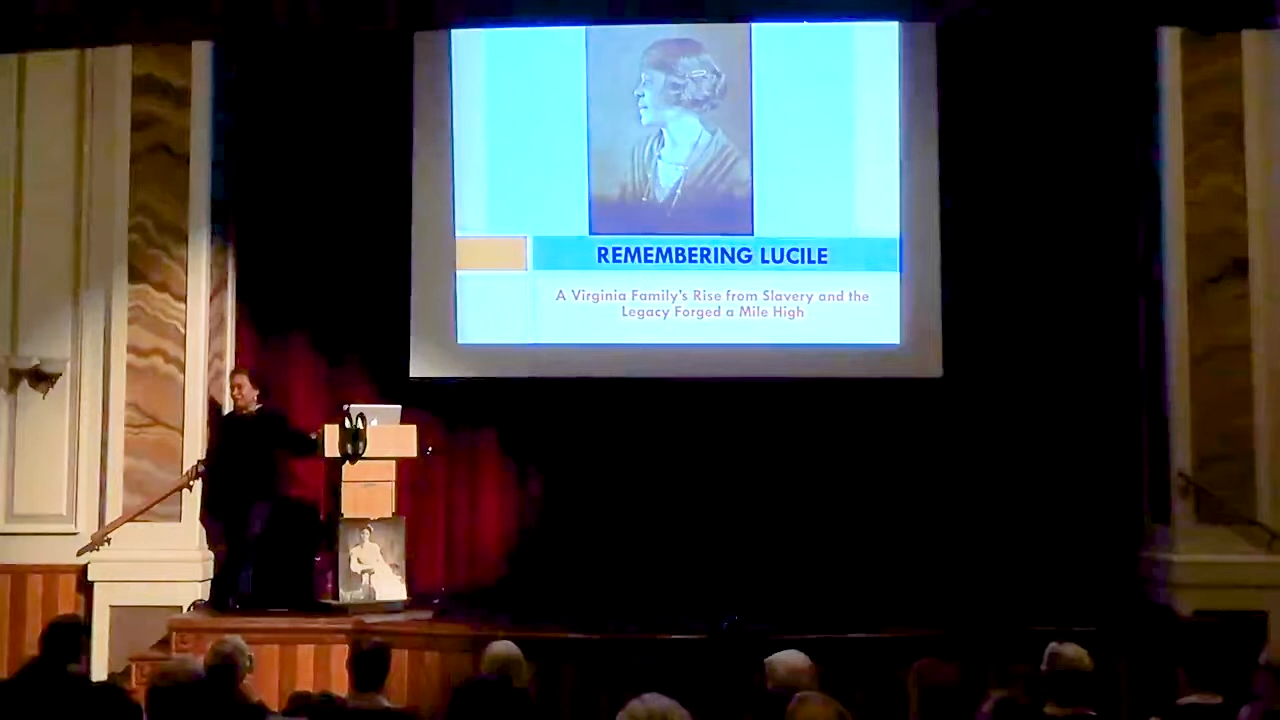 REMEMBERING LUCILE
A Virginia Family's Rise from Slavery and the
Legacy Forged a Mile High